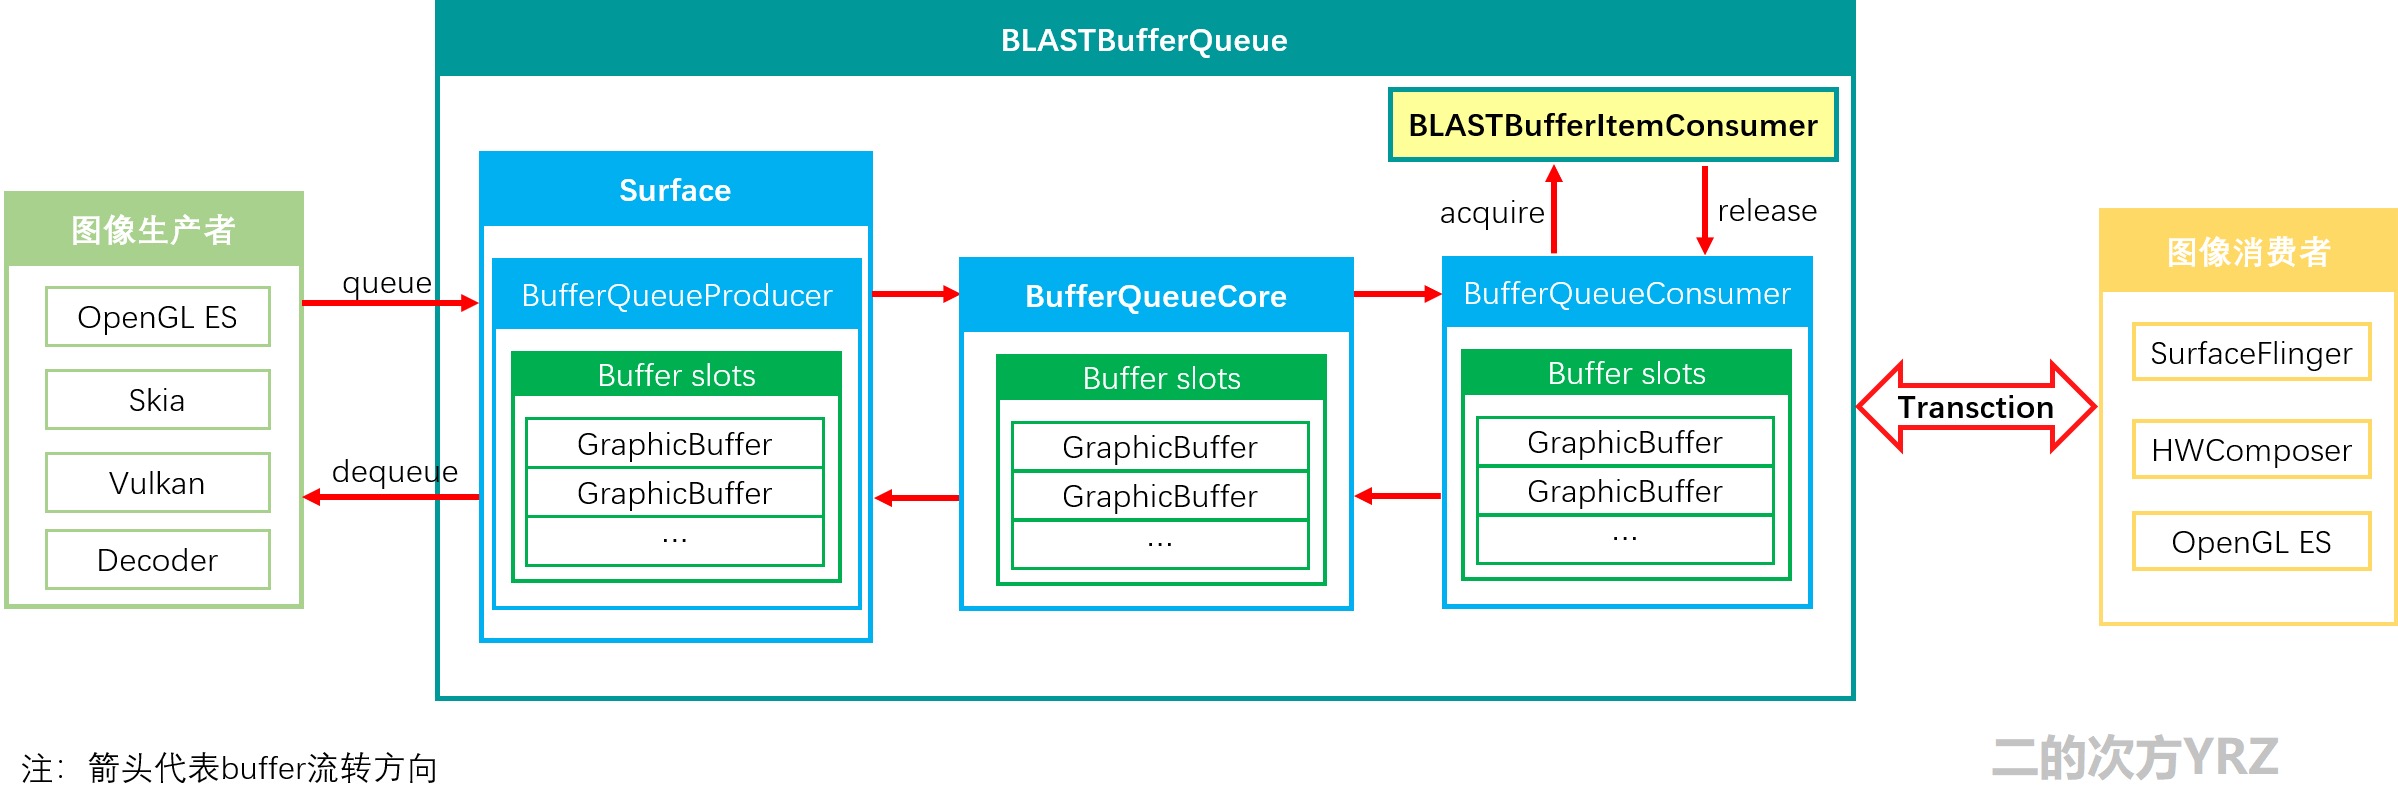 BLASTBufferQueue
BLASTBufferItemConsumer
acquire
release
图像生产者
OpenGL ES
Skia
Vulkan
Decoder
queue
dequeue
Surface
BufferQueueProducer
Buffer slots
GraphicBuffer
GraphicBuffer
...
BufferQueueCore
Buffer slots
GraphicBuffer
GraphicBuffer
...
BufferQueueConsumer
Buffer slots
GraphicBuffer
GraphicBuffer
...
Transction
图像消费者
SurfaceFlinger
HWComposer
OpenGL ES
注：箭头代表buffer流转方向
二的次方YRZ